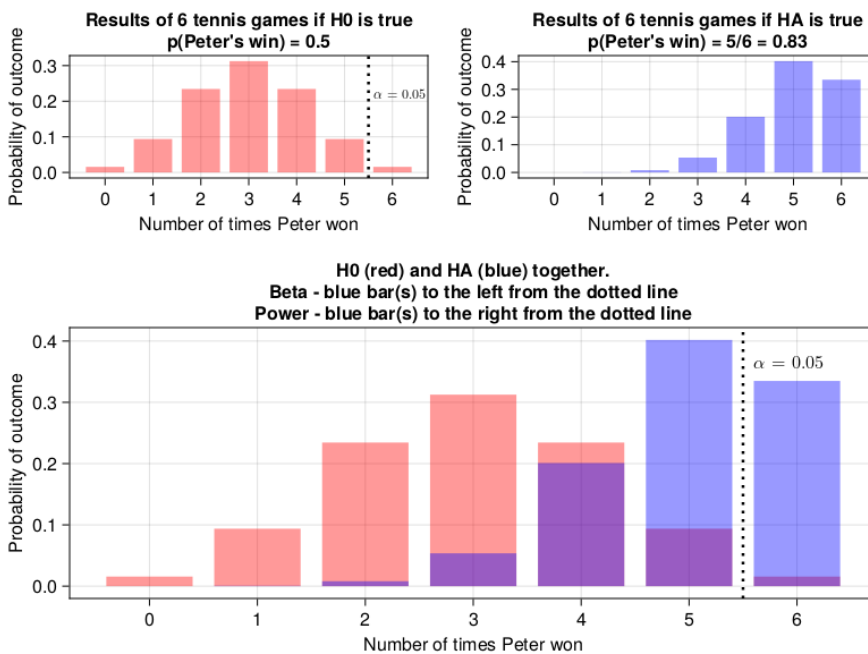 Results of 6 tennis games if H0 is true
p(Peter's win) = 0.5
Probability of outcome
0.3
0.2
0.1
0.0
α = 0.05
0 1 2 3 4 5 6
Number of times Peter won
Results of 6 tennis games if HA is true
p(Peter's win) = 5/6 = 0.83
Probability of outcome
0.4
0.3
0.2
0.1
0.0
0 1 2 3 4 5 6
Number of times Peter won
H0 (red) and HA (blue) together.
Beta - blue bar(s) to the left from the dotted line
Power - blue bar(s) to the right from the dotted line
Probability of outcome
0.4
0.3
0.2
0.1
0.0
α = 0.05
0 1 2 3 4 5 6
Number of times Peter won